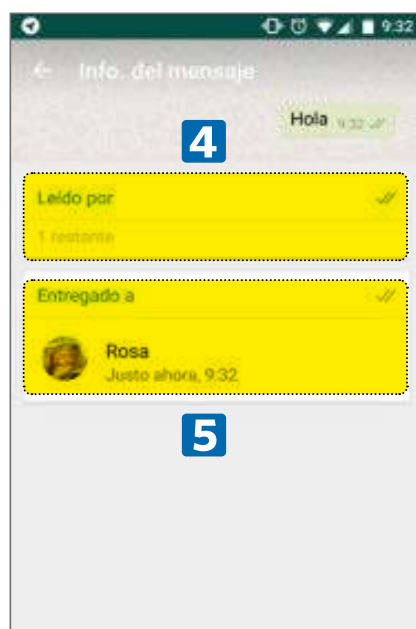 9:32
← Info. del mensaje
Hola 9:32
4
Leído por
1 restante
Entregado a
Rosa
Justo ahora, 9:32
5